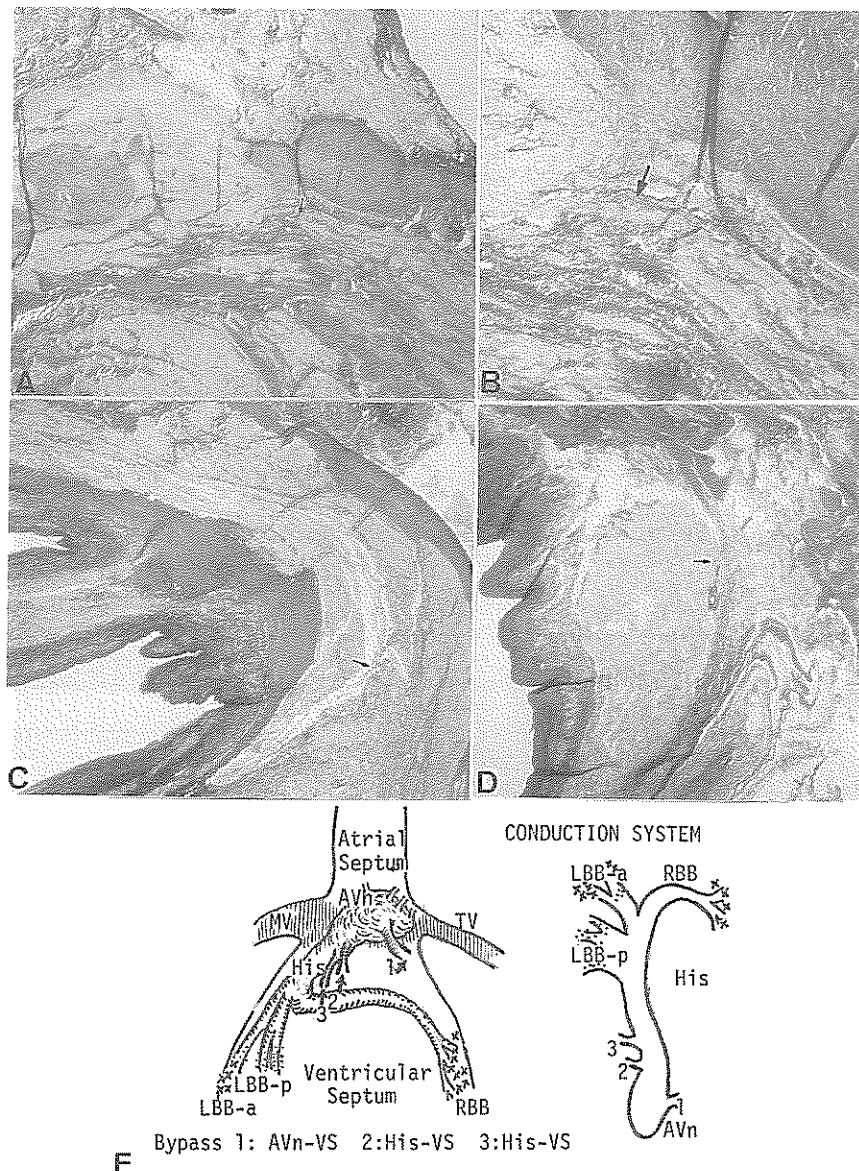 A
B
C
D
Atrial
Septum
CONDUCTION SYSTEM
LBB-a
RBB
AVn
MV
TV
LBB-p
His
1
His
3 2
3
2
LBB-p
Ventricular
Septum
LBB-a
RBB
1
AVn
Bypass 1: AVn-VS 2:His-VS 3:His-VS
E